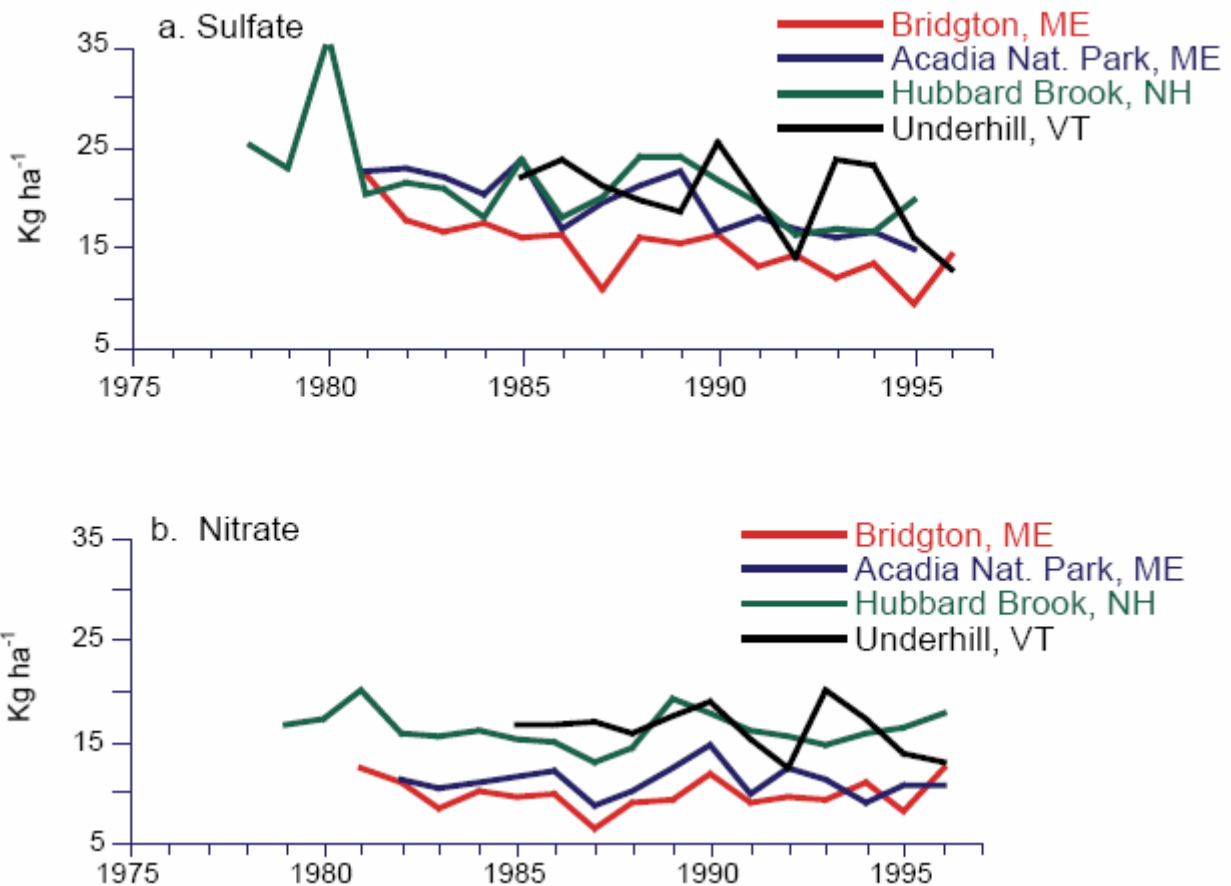 a. Sulfate
Bridgton, ME
Acadia Nat. Park, ME
Hubbard Brook, NH
Underhill, VT
35
25
15
5
Kg ha⁻¹
1975 1980 1985 1990 1995
b. Nitrate
Bridgton, ME
Acadia Nat. Park, ME
Hubbard Brook, NH
Underhill, VT
35
25
15
5
Kg ha⁻¹
1975 1980 1985 1990 1995